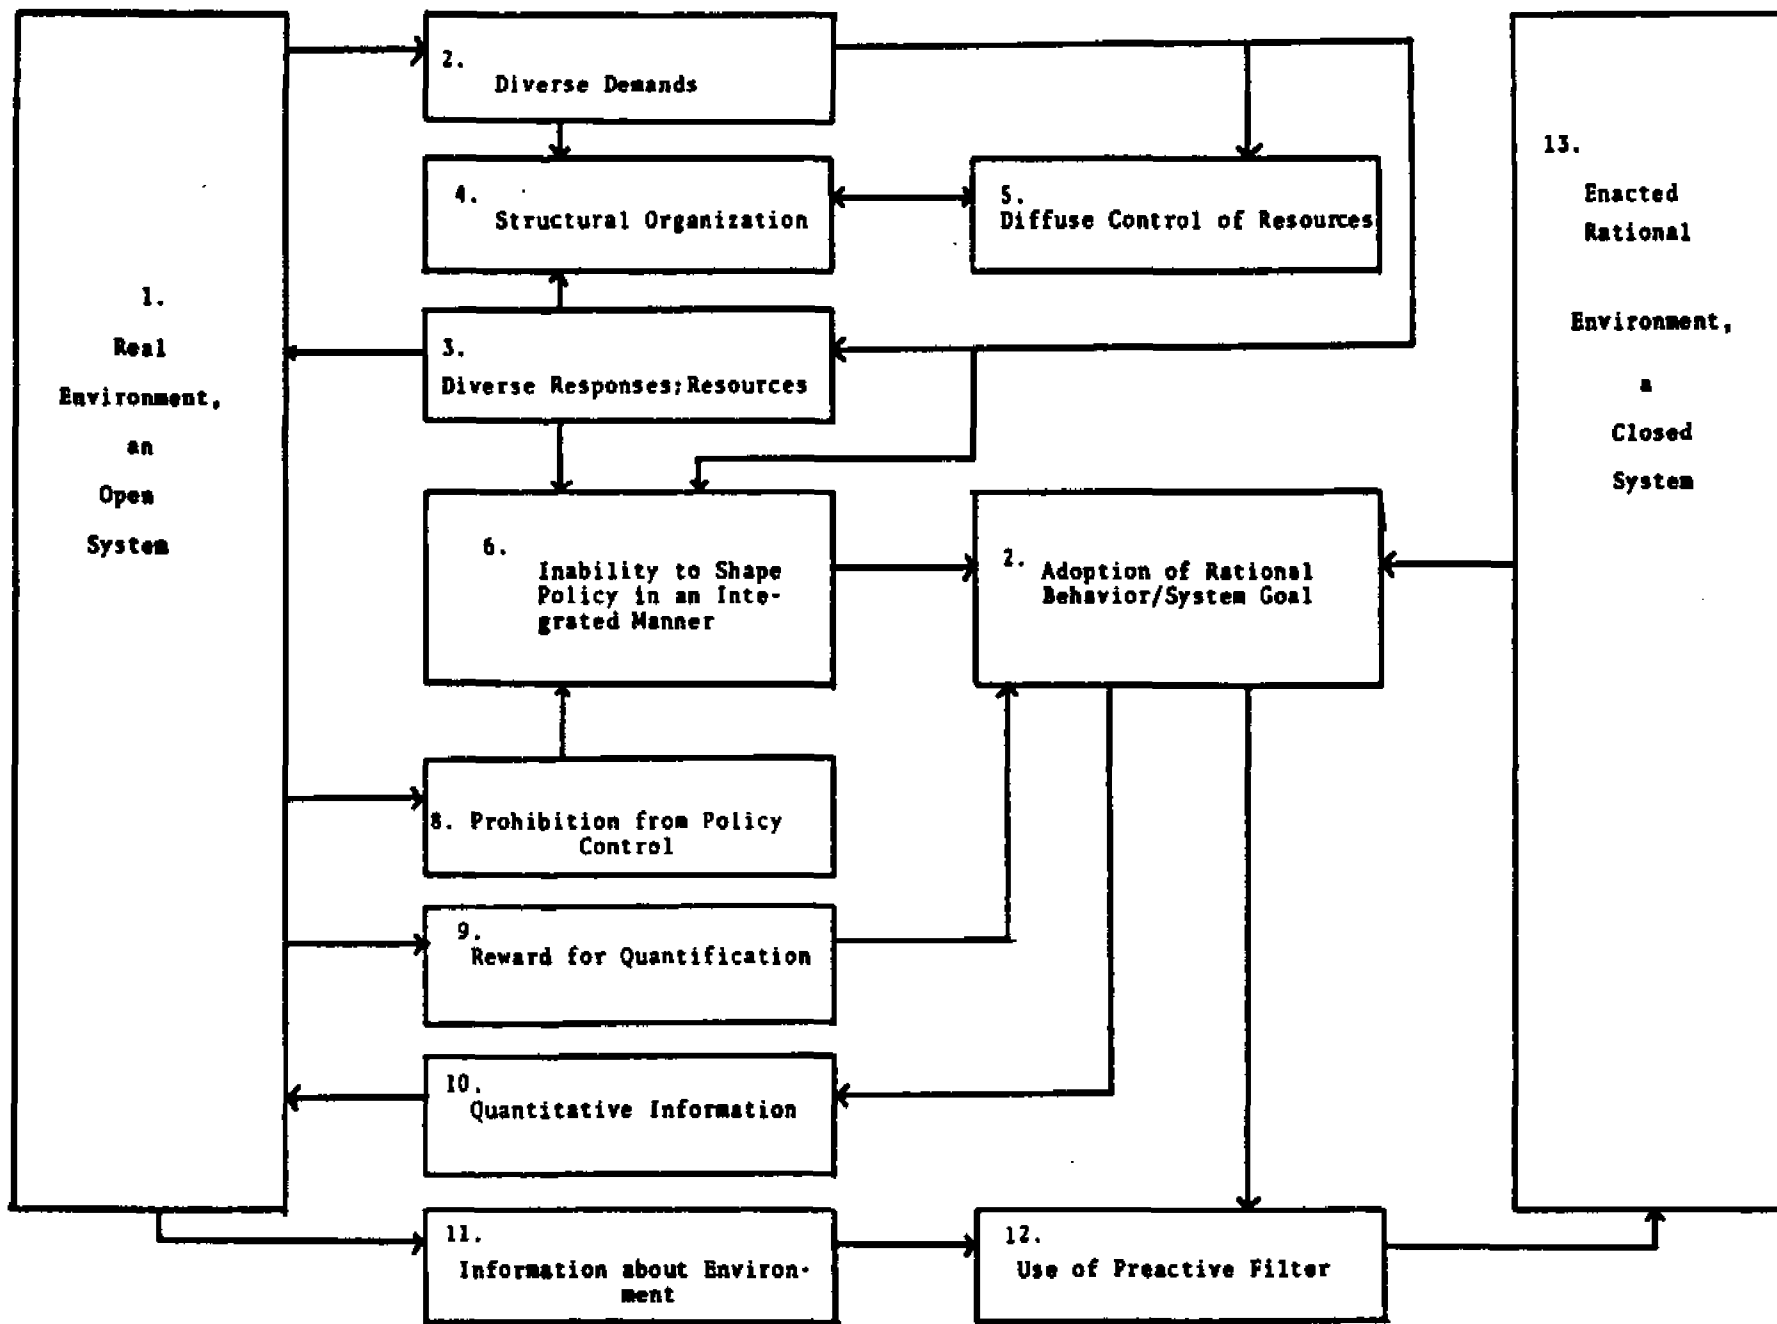 1.
Real
Environment,
an
Open
System
2.
Diverse Demands
4.
Structural Organization
5.
Diffuse Control of Resources
3.
Diverse Responses;Resources
6.
Inability to Shape
Policy in an Inte-
grated Manner
2. Adoption of Rational
Behavior/System Goal
8. Prohibition from Policy
Control
9.
Reward for Quantification
10.
Quantitative Information
11.
Information about Environ-
ment
12.
Use of Preactive Filter
13.
Enacted
Rational
Environment,
a
Closed
System